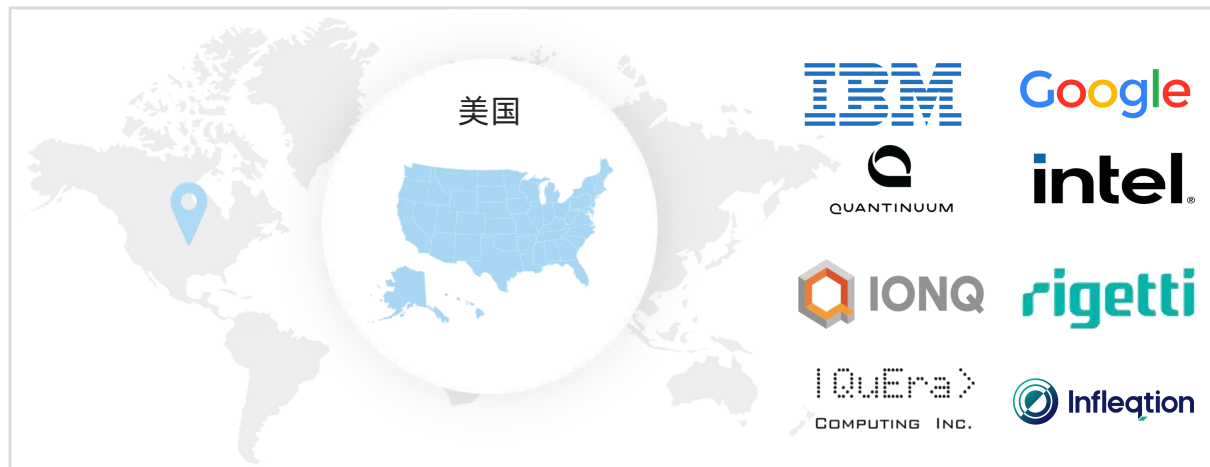 美国
IBM
Google
QUANTINUUM
intel®
IONQ
rigetti
|QuEra>
COMPUTING INC.
Infleqtion